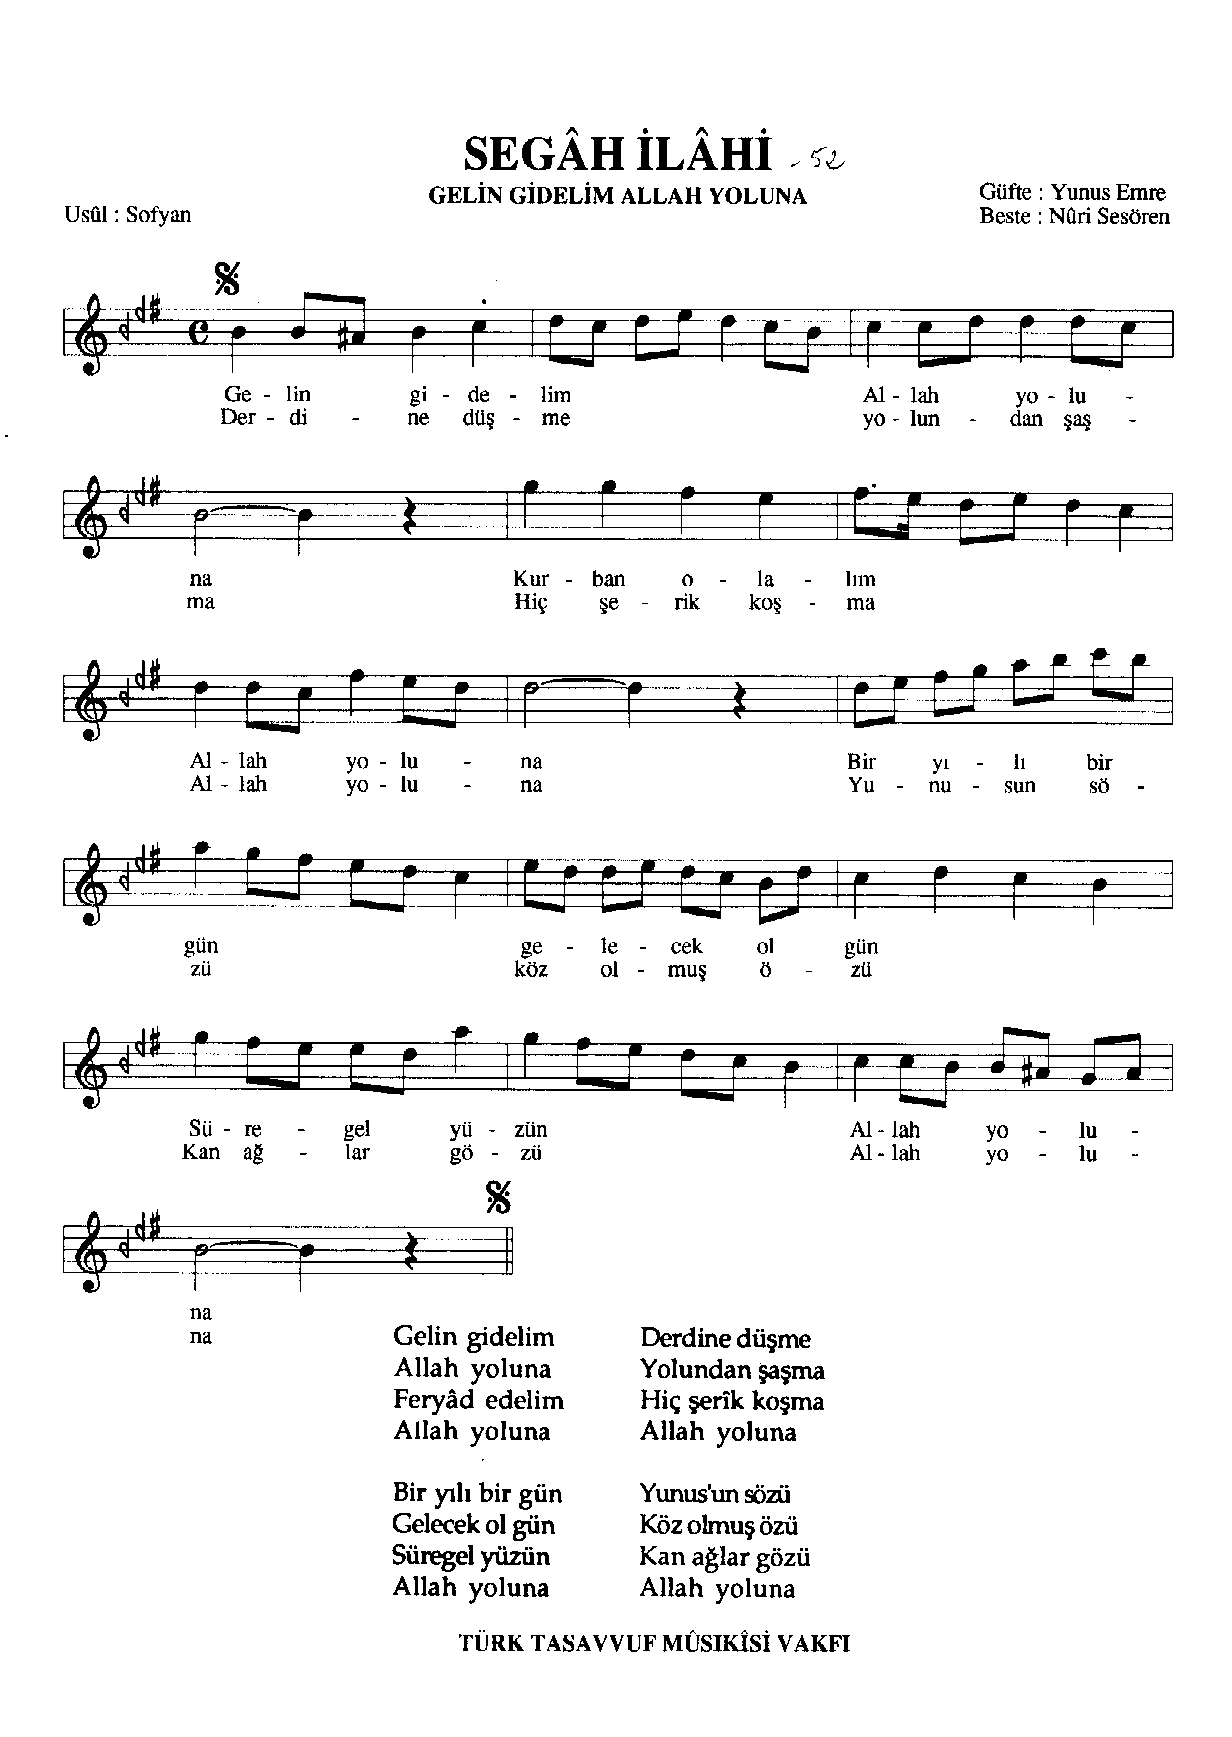 SEGÂH İLÂHİ - 52
GELİN GİDELİM ALLAH YOLUNA
Usûl : Sofyan
Güfte : Yunus Emre
Beste : Nûri Sesören
Ge - lin gi - de - lim Al - lah yo - lu -
Der - di - ne düş - me yo - lun - dan şaş -
na Kur - ban o - la - lım
ma Hiç şe - rik koş - ma
Al - lah yo - lu - na Bir yı - lı bir
Al - lah yo - lu - na Yu - nu - sun sö -
gün ge - le - cek ol gün
zü köz ol - muş ö - zü
Sü - re - gel yü - zün Al - lah yo - lu -
Kan ağ - lar gö - zü Al - lah yo - lu -
na
na
Gelin gidelim
Allah yoluna
Feryâd edelim
Allah yoluna
Derdine düşme
Yolundan şaşma
Hiç şerîk koşma
Allah yoluna
Bir yılı bir gün
Gelecek ol gün
Süregel yüzün
Allah yoluna
Yunus'un sözü
Köz olmuş özü
Kan ağlar gözü
Allah yoluna
TÜRK TASAVVUF MÛSIKÎSİ VAKFI